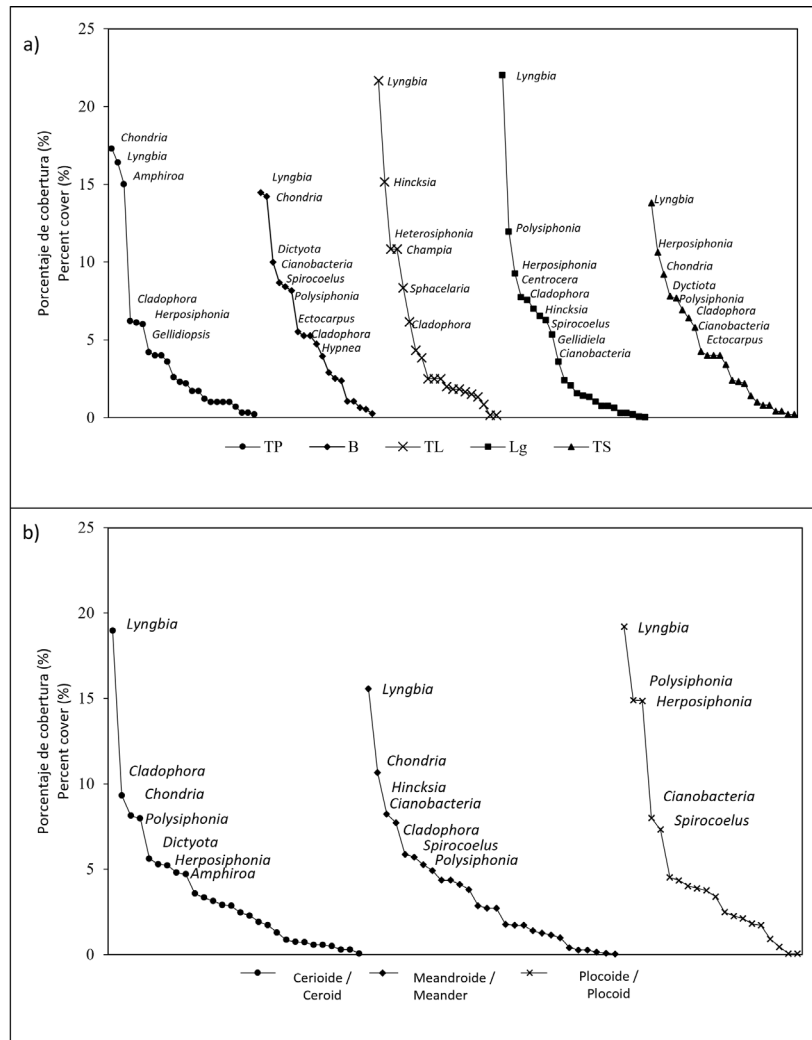 a)
Porcentaje de cobertura (%)
Percent cover (%)
25
20
15
10
5
0
Chondria
Lyngbia
Amphiroa
Cladophora
Herposiphonia
Gellidiopsis
Lyngbia
Chondria
Dictyota
Cianobacteria
Spirocoelus
Polysiphonia
Ectocarpus
Cladophora
Hypnea
Lyngbia
Hincksia
Heterosiphonia
Champia
Sphacelaria
Cladophora
Lyngbia
Polysiphonia
Herposiphonia
Centrocera
Cladophora
Hincksia
Spirocoelus
Gellidiela
Cianobacteria
Lyngbia
Herposiphonia
Chondria
Dyctiota
Polysiphonia
Cladophora
Cianobacteria
Ectocarpus
TP B TL Lg TS
b)
Porcentaje de cobertura (%)
Percent cover (%)
25
20
15
10
5
0
Lyngbia
Cladophora
Chondria
Polysiphonia
Dictyota
Herposiphonia
Amphiroa
Lyngbia
Chondria
Hincksia
Cianobacteria
Cladophora
Spirocoelus
Polysiphonia
Lyngbia
Polysiphonia
Herposiphonia
Cianobacteria
Spirocoelus
Cerioide / Meandroide / Plocoide /
Ceroid Meander Plocoid